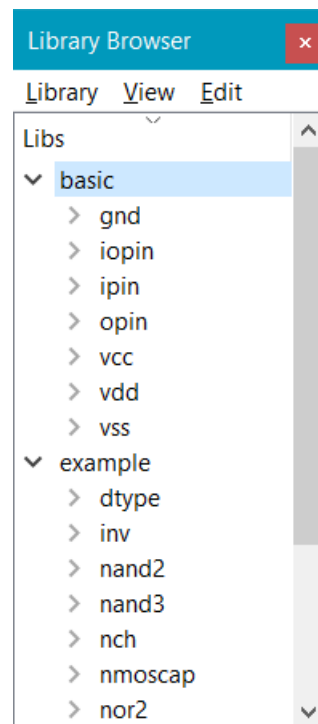 Library Browser
Library View Edit
Libs
basic
gnd
iopin
ipin
opin
vcc
vdd
vss
example
dtype
inv
nand2
nand3
nch
nmoscap
nor2